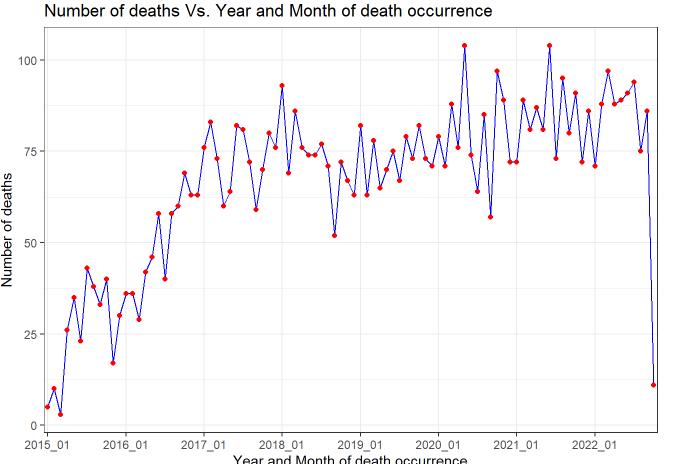 Number of deaths Vs. Year and Month of death occurrence
Number of deaths
100
75
50
25
0
2015_01 2016_01 2017_01 2018_01 2019_01 2020_01 2021_01 2022_01
Year and Month of death occurrence